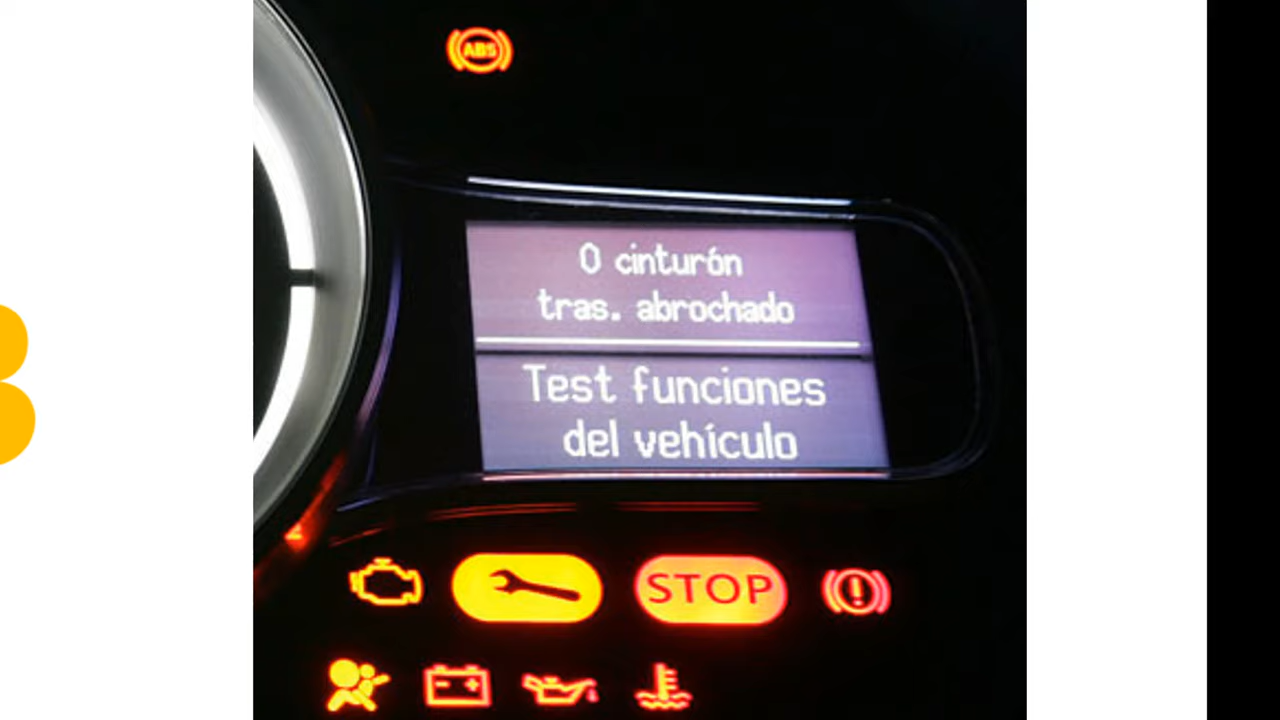 ABS
0 cinturón
tras. abrochado
Test funciones
del vehículo
STOP